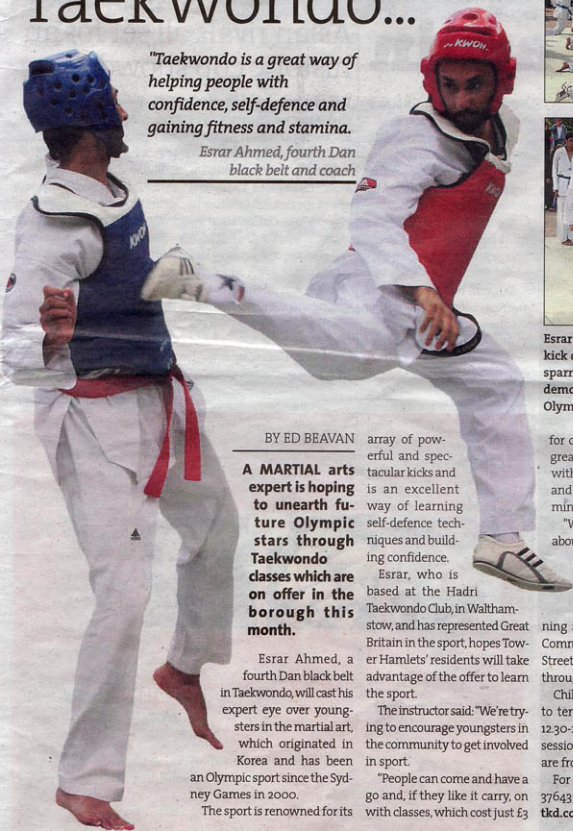 Taekwondo...
"Taekwondo is a great way of
helping people with
confidence, self-defence and
gaining fitness and stamina.
Esrar Ahmed, fourth Dan
black belt and coach
KWON.
KWON
KWON
BY ED BEAVAN
A MARTIAL arts
expert is hoping
to unearth fu-
ture Olympic
stars through
Taekwondo
classes which are
on offer in the
borough this
month.
Esrar Ahmed, a
fourth Dan black belt
in Taekwondo, will cast his
expert eye over young-
sters in the martial art,
which originated in
Korea and has been
an Olympic sport since the Syd-
ney Games in 2000.
The sport is renowned for its
array of pow-
erful and spec-
tacular kicks and
is an excellent
way of learning
self-defence tech-
niques and build-
ing confidence.
Esrar, who is
based at the Hadri
Taekwondo Club, in Waltham-
stow, and has represented Great
Britain in the sport, hopes Tow-
er Hamlets' residents will take
advantage of the offer to learn
the sport.
The instructor said: "We're try-
ing to encourage youngsters in
the community to get involved
in sport.
"People can come and have a
go and, if they like it, carry, on
with classes, which cost just £3
Esrar
kick
sparr
demo
Olym
for
grea
with
and
min
"W
abou
ning
Comm
Street
throu
Chil
to ter
12.30-
sessio
are fro
For
37643
tkd.co